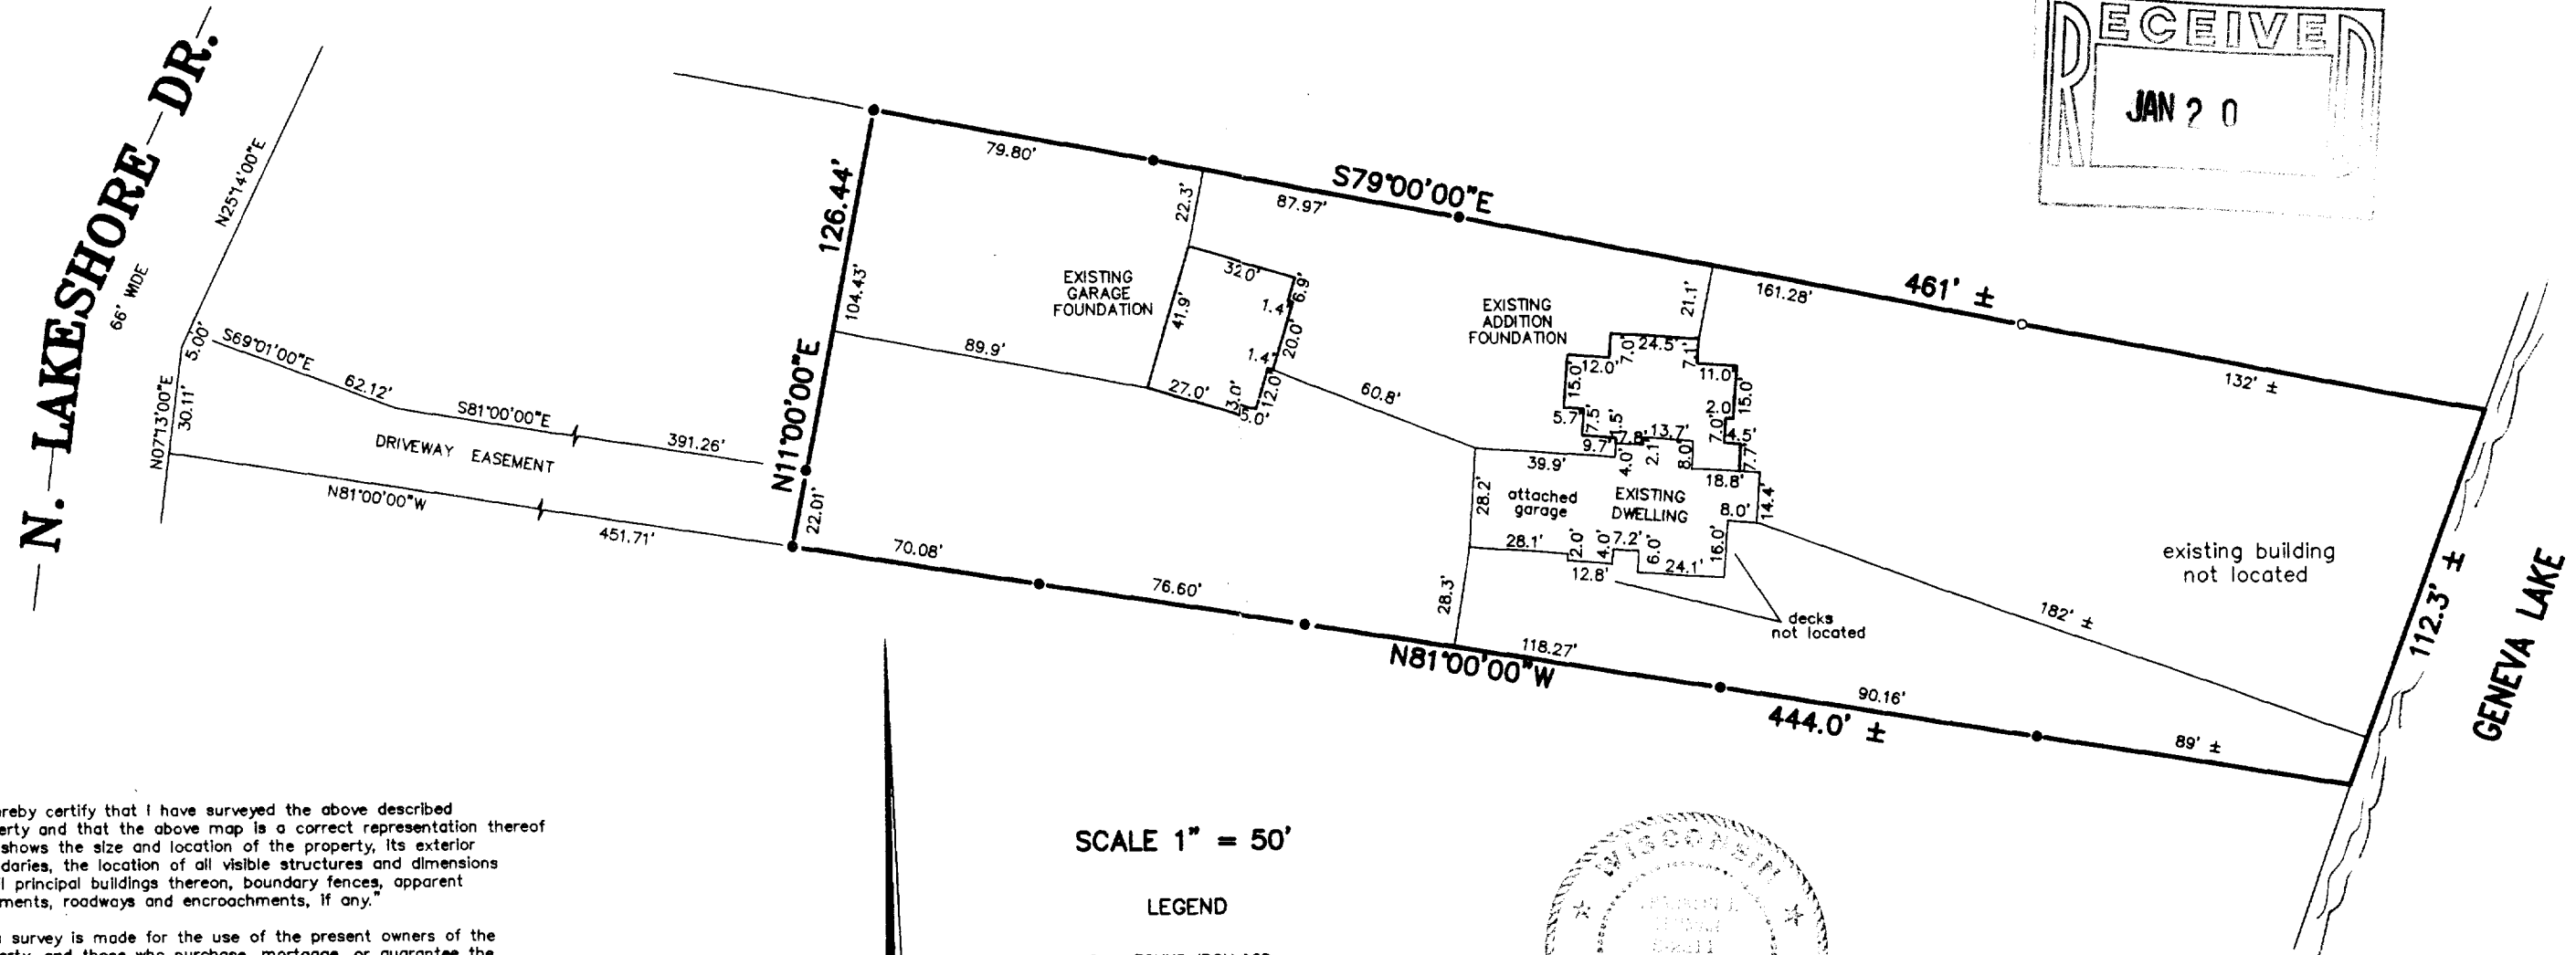 RECEIVED
JAN 20
N. LAKESHORE DR.
66' WIDE
N25°14'00"E
5.00'
N07°13'00"E
30.11'
S69°01'00"E
62.12'
S81°00'00"E
391.26'
DRIVEWAY EASEMENT
N81°00'00"W
451.71'
126.44'
N11°00'00"E
104.43'
22.01'
79.80'
22.3'
87.97'
S79°00'00"E
461' ±
161.28'
132' ±
EXISTING
GARAGE
FOUNDATION
32.0'
6.9'
1.4'
41.9'
20.0'
1.4'
27.0'
3.0'
12.0'
5.0'
89.9'
60.8'
EXISTING
ADDITION
FOUNDATION
21.1'
24.5'
7.0'
7.1'
12.0'
11.0'
15.0'
15.0'
2.0'
5.7'
7.5'
7.0'
4.5'
7.8'
13.7'
9.7'
4.0'
2.1'
8.0'
7.7'
39.9'
18.8'
28.2'
attached
garage
EXISTING
DWELLING
14.4'
8.0'
28.1'
2.0'
4.0'
7.2'
6.0'
16.0'
12.8'
24.1'
28.3'
decks
not located
182' ±
existing building
not located
112.3' ±
GENEVA LAKE
70.08'
76.60'
118.27'
N81°00'00"W
90.16'
444.0' ±
89' ±
ereby certify that I have surveyed the above described
erty and that the above map is a correct representation thereof
shows the size and location of the property, its exterior
daries, the location of all visible structures and dimensions
l principal buildings thereon, boundary fences, apparent
ments, roadways and encroachments, if any."
survey is made for the use of the present owners of the
SCALE 1" = 50'
LEGEND
WISCONSIN